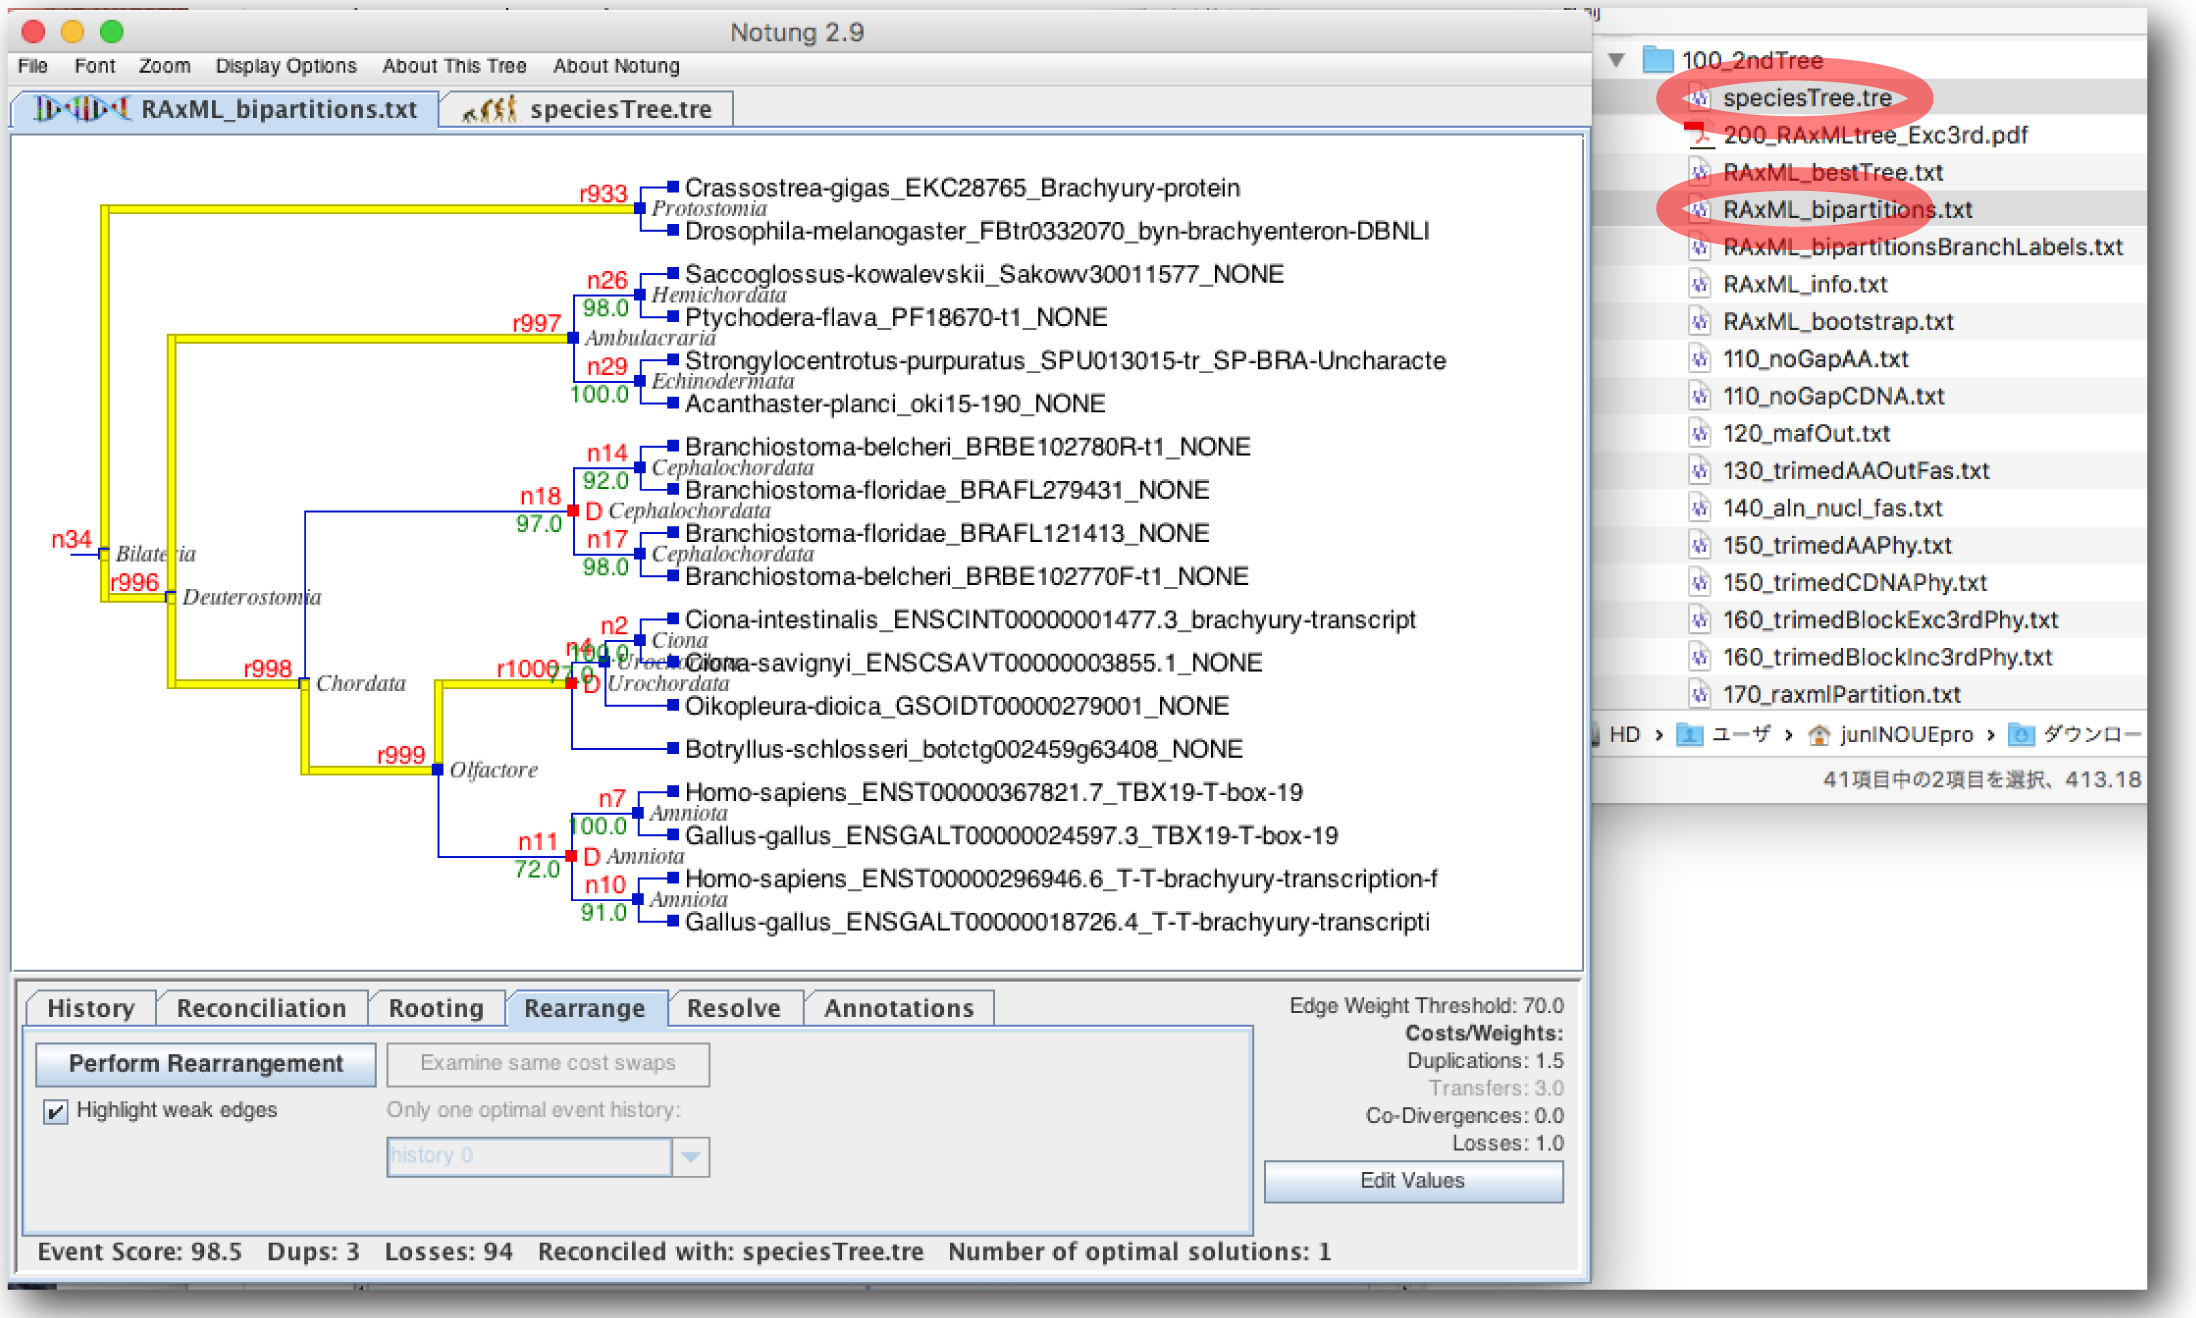 Notung 2.9
File Font Zoom Display Options About This Tree About Notung
RAxML_bipartitions.txt speciesTree.tre
r933 Crassostrea-gigas_EKC28765_Brachyury-protein
Protostomia
Drosophila-melanogaster_FBtr0332070_byn-brachyenteron-DBNLI
n26 Saccoglossus-kowalevskii_Sakowv30011577_NONE
98.0 Hemichordata
Ptychodera-flava_PF18670-t1_NONE
r997 Ambulacraria
n29 Strongylocentrotus-purpuratus_SPU013015-tr_SP-BRA-Uncharacte
100.0 Echinodermata
Acanthaster-planci_oki15-190_NONE
n14 Branchiostoma-belcheri_BRBE102780R-t1_NONE
92.0 Cephalochordata
Branchiostoma-floridae_BRAFL279431_NONE
n18 97.0 D Cephalochordata
n17 Branchiostoma-floridae_BRAFL121413_NONE
98.0 Cephalochordata
Branchiostoma-belcheri_BRBE102770F-t1_NONE
n34 Bilateria
r996 Deuterostomia
n2 Ciona-intestinalis_ENSCINT00000001477.3_brachyury-transcript
100.0 Ciona
n4 77.0 Urochordata
Ciona-savignyi_ENSCSAVT00000003855.1_NONE
r998 Chordata
r1000 D Urochordata
Oikopleura-dioica_GSOIDT00000279001_NONE
Botryllus-schlosseri_botctg002459g63408_NONE
r999 Olfactore
n7 Homo-sapiens_ENST00000367821.7_TBX19-T-box-19
100.0 Amniota
Gallus-gallus_ENSGALT00000024597.3_TBX19-T-box-19
n11 72.0 D Amniota
n10 Homo-sapiens_ENST00000296946.6_T-T-brachyury-transcription-f
91.0 Amniota
Gallus-gallus_ENSGALT00000018726.4_T-T-brachyury-transcripti
History Reconciliation Rooting Rearrange Resolve Annotations
Perform Rearrangement Examine same cost swaps
Highlight weak edges Only one optimal event history:
history 0
Edge Weight Threshold: 70.0
Costs/Weights:
Duplications: 1.5
Transfers: 3.0
Co-Divergences: 0.0
Losses: 1.0
Edit Values
Event Score: 98.5 Dups: 3 Losses: 94 Reconciled with: speciesTree.tre Number of optimal solutions: 1
100_2ndTree
speciesTree.tre
200_RAxMLtree_Exc3rd.pdf
RAxML_bestTree.txt
RAxML_bipartitions.txt
RAxML_bipartitionsBranchLabels.txt
RAxML_info.txt
RAxML_bootstrap.txt
110_noGapAA.txt
110_noGapCDNA.txt
120_mafOut.txt
130_trimedAAOutFas.txt
140_aln_nucl_fas.txt
150_trimedAAPhy.txt
150_trimedCDNAPhy.txt
160_trimedBlockExc3rdPhy.txt
160_trimedBlockInc3rdPhy.txt
170_raxmlPartition.txt
HD › ユーザ › junINOUEpro › ダウンロー
41項目中の2項目を選択、413.18